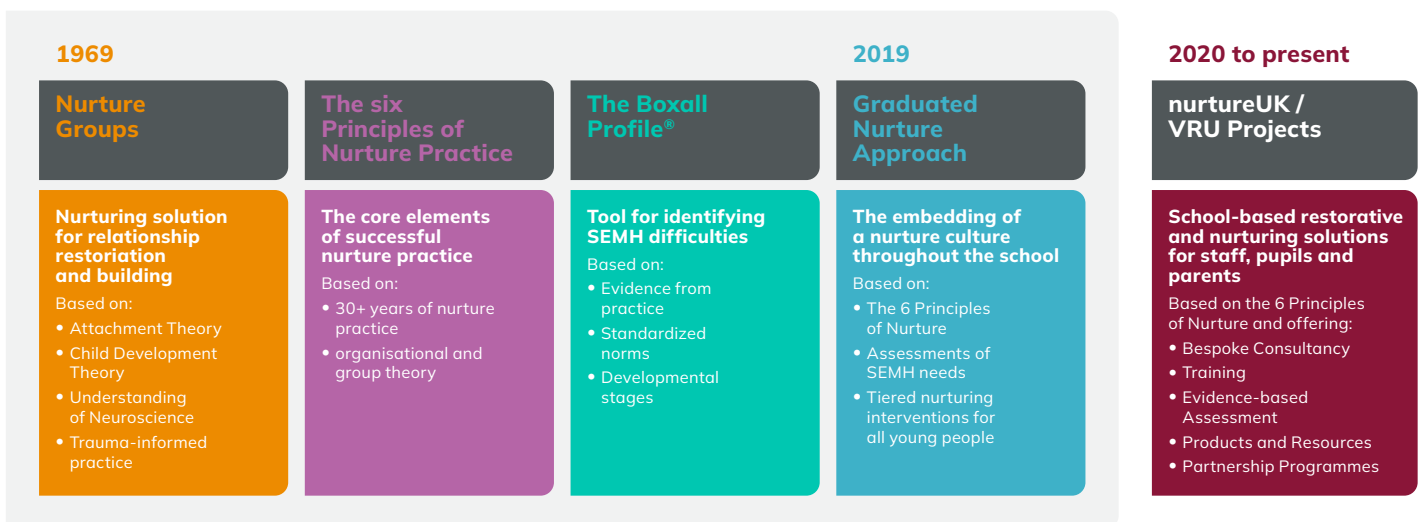 1969
Nurture
Groups
Nurturing solution
for relationship
restoriation
and building
Based on:
• Attachment Theory
• Child Development
Theory
• Understanding
of Neuroscience
• Trauma-informed
practice
The six
Principles of
Nurture Practice
The core elements
of successful
nurture practice
Based on:
• 30+ years of nurture
practice
• organisational and
group theory
The Boxall
Profile®
Tool for identifying
SEMH difficulties
Based on:
• Evidence from
practice
• Standardized
norms
• Developmental
stages
2019
Graduated
Nurture
Approach
The embedding of
a nurture culture
throughout the school
Based on:
• The 6 Principles
of Nurture
• Assessments of
SEMH needs
• Tiered nurturing
interventions for
all young people
2020 to present
nurtureUK /
VRU Projects
School-based restorative
and nurturing solutions
for staff, pupils and
parents
Based on the 6 Principles
of Nurture and offering:
• Bespoke Consultancy
• Training
• Evidence-based
Assessment
• Products and Resources
• Partnership Programmes